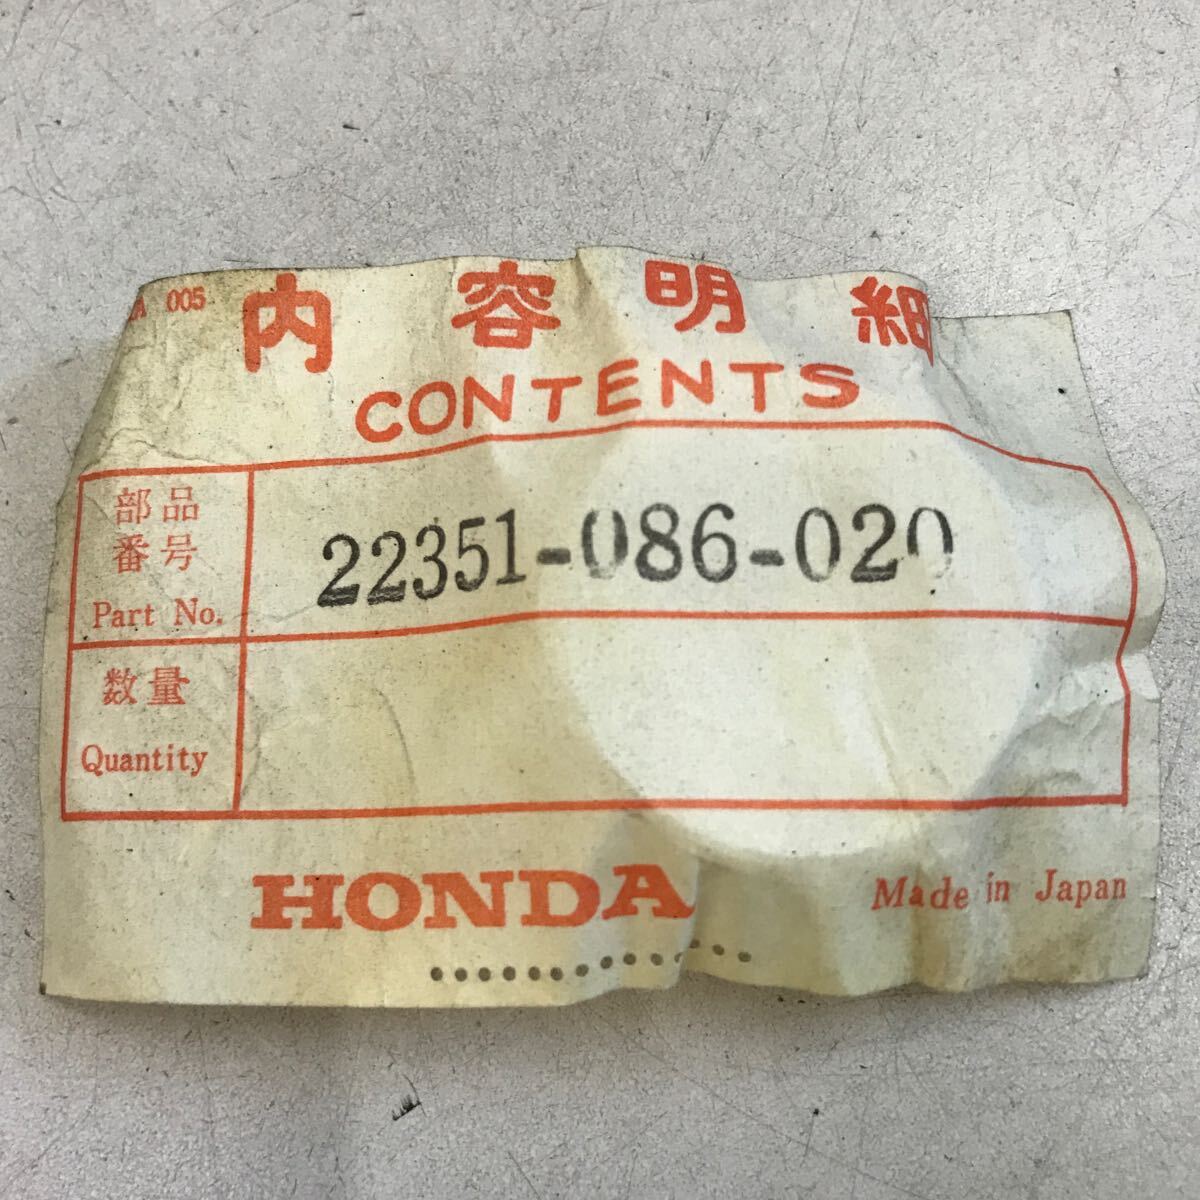 A 005
内容明細
CONTENTS
部品
番号
Part No.
22351-086-020
数量
Quantity
HONDA
Made in Japan